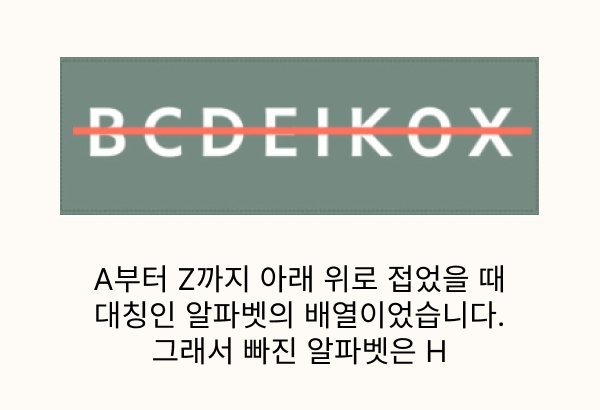 BCDEIKOX
A부터 Z까지 아래 위로 접었을 때
대칭인 알파벳의 배열이었습니다.
그래서 빠진 알파벳은 H